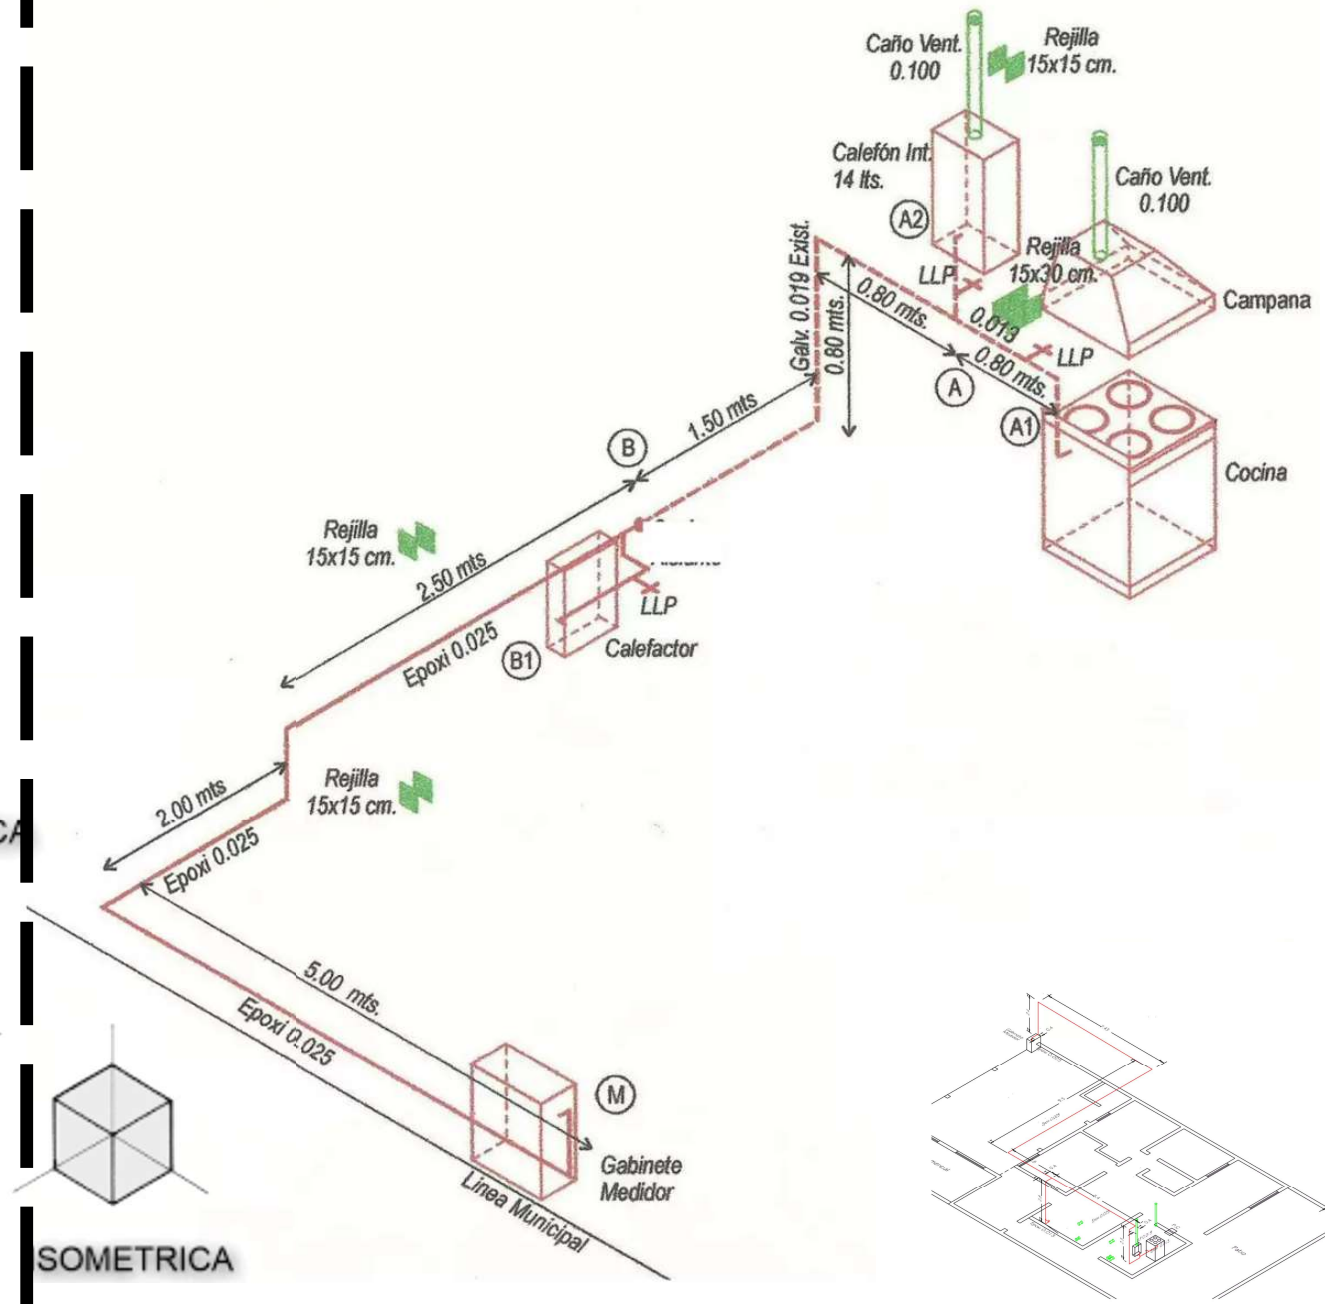 Caño Vent.
0.100
Rejilla
15x15 cm.
Calefón Int.
14 lts.
A2
Caño Vent.
0.100
Rejilla
15x30 cm.
LLP
Campana
Galv. 0.019 Exist.
0.80 mts.
0.80 mts.
0.013
LLP
0.80 mts.
A
A1
Cocina
1.50 mts
B
Rejilla
15x15 cm.
2.50 mts
LLP
Calefactor
B1
Epoxi 0.025
2.00 mts
Rejilla
15x15 cm.
Epoxi 0.025
CA
5.00 mts.
Epoxi 0.025
M
Gabinete
Medidor
Linea Municipal
SOMETRICA